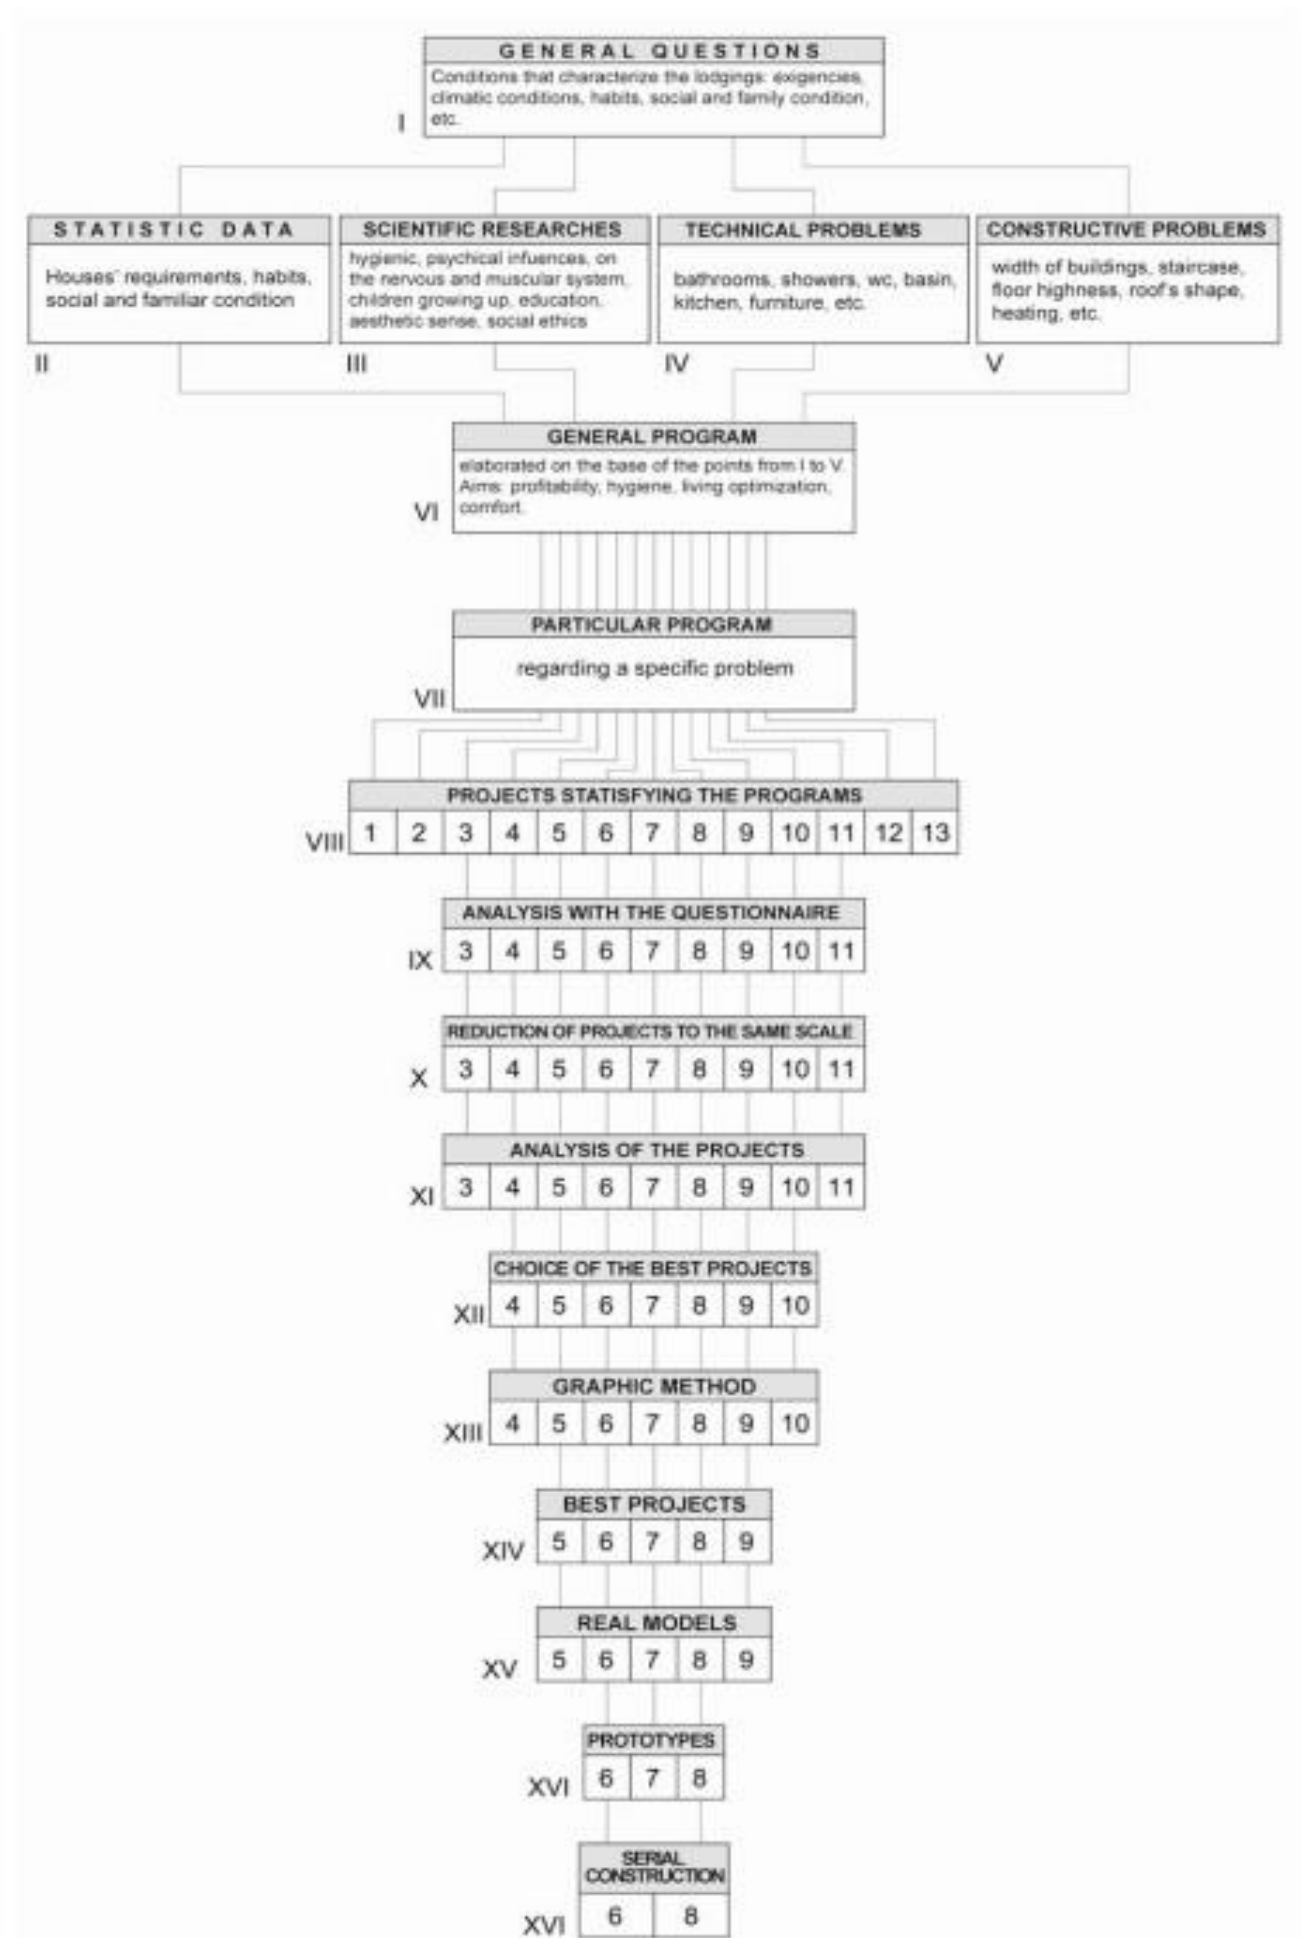 GENERAL QUESTIONS
Conditions that characterize the lodgings: exigencies,
climatic conditions, habits, social and family condition,
etc.
I
STATISTIC DATA
Houses' requirements, habits,
social and familiar condition
II
SCIENTIFIC RESEARCHES
hygienic, psychical infuences, on
the nervous and muscular system,
children growing up, education,
aesthetic sense, social ethics
III
TECHNICAL PROBLEMS
bathrooms, showers, wc, basin,
kitchen, furniture, etc.
IV
CONSTRUCTIVE PROBLEMS
width of buildings, staircase,
floor highness, roof's shape,
heating, etc.
V
GENERAL PROGRAM
elaborated on the base of the points from I to V.
Aims: profitability, hygiene, living optimization,
comfort.
VI
PARTICULAR PROGRAM
regarding a specific problem
VII
PROJECTS STATISFYING THE PROGRAMS
VIII 1 2 3 4 5 6 7 8 9 10 11 12 13
ANALYSIS WITH THE QUESTIONNAIRE
IX 3 4 5 6 7 8 9 10 11
REDUCTION OF PROJECTS TO THE SAME SCALE
X 3 4 5 6 7 8 9 10 11
ANALYSIS OF THE PROJECTS
XI 3 4 5 6 7 8 9 10 11
CHOICE OF THE BEST PROJECTS
XII 4 5 6 7 8 9 10
GRAPHIC METHOD
XIII 4 5 6 7 8 9 10
BEST PROJECTS
XIV 5 6 7 8 9
REAL MODELS
XV 5 6 7 8 9
PROTOTYPES
XVI 6 7 8
SERIAL
CONSTRUCTION
XVI 6 8